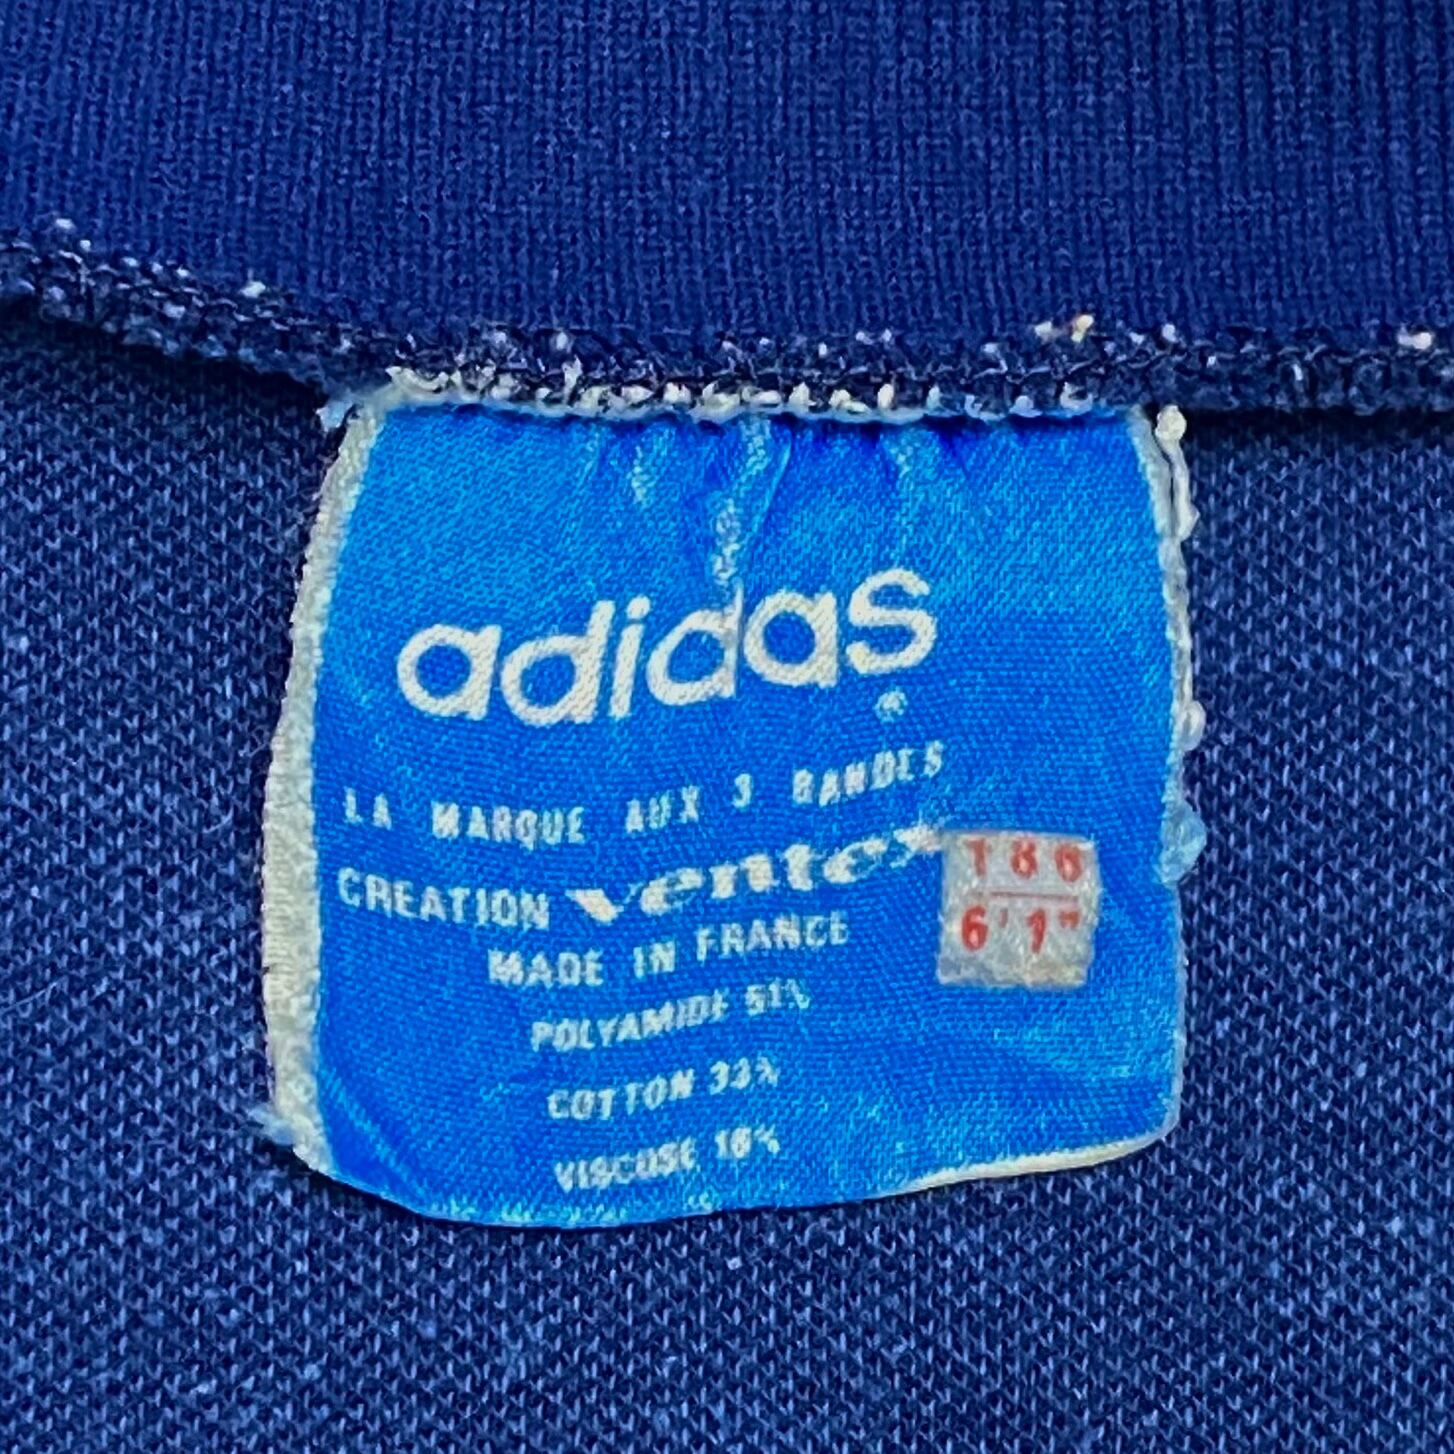 adidas
®
LA MARQUE AUX 3 BANDES
CREATION ventex
MADE IN FRANCE
POLYAMIDE 51%
COTTON 33%
VISCOSE 16%
186
6'1"